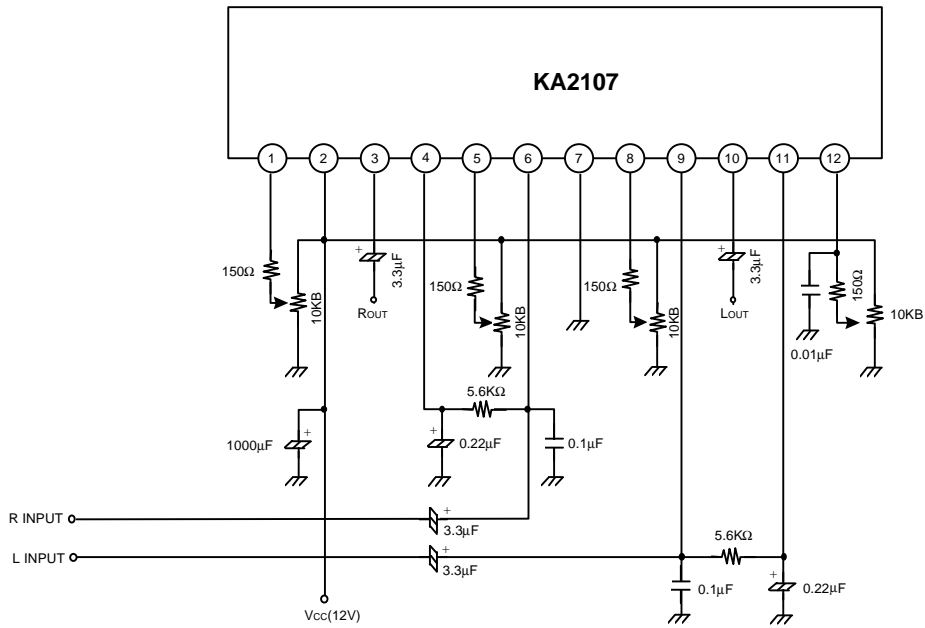 KA2107
1 2 3 4 5 6 7 8 9 10 11 12
150Ω
10KB
3.3μF
ROUT
150Ω
10KB
150Ω
10KB
3.3μF
LOUT
0.01μF
150Ω
10KB
1000μF
5.6KΩ
0.22μF
0.1μF
R INPUT
3.3μF
L INPUT
3.3μF
5.6KΩ
0.1μF
0.22μF
VCC(12V)
+
+
+
+
+
+
+